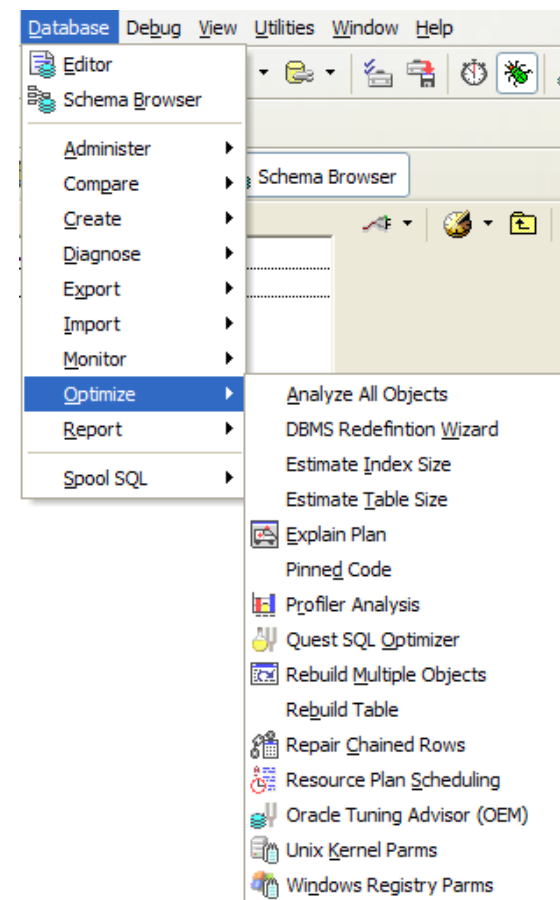 Database Debug View Utilities Window Help
Editor
Schema Browser
Administer
Compare
Schema Browser
Create
Diagnose
Export
Import
Monitor
Optimize
Report
Spool SQL
Analyze All Objects
DBMS Redefintion Wizard
Estimate Index Size
Estimate Table Size
Explain Plan
Pinned Code
Profiler Analysis
Quest SQL Optimizer
Rebuild Multiple Objects
Rebuild Table
Repair Chained Rows
Resource Plan Scheduling
Oracle Tuning Advisor (OEM)
Unix Kernel Parms
Windows Registry Parms